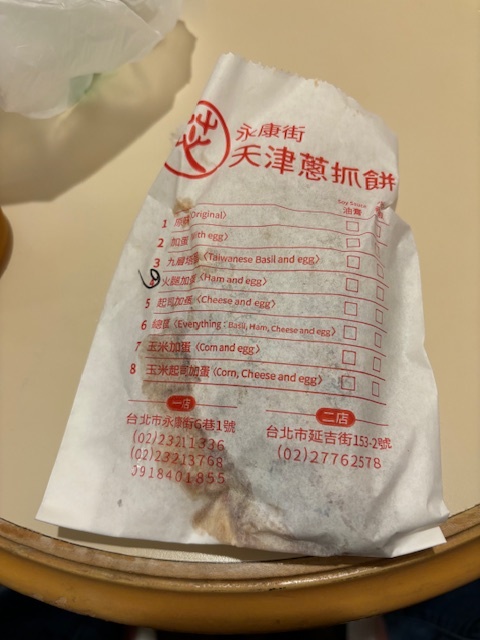 永康街
天津蔥抓餅
Soy Sauce
油膏
1 原味〈Original〉
2 加蛋〈With egg〉
3 九層塔蛋〈Taiwanese Basil and egg〉
火腿加蛋〈Ham and egg〉
5 起司加蛋〈Cheese and egg〉
6 總匯〈Everything : Basil, Ham, Cheese and egg〉
7 玉米加蛋〈Corn and egg〉
8 玉米起司加蛋〈Corn, Cheese and egg〉
一店
台北市永康街6巷1號
(02)23211336
(02)23213768
0918401855
二店
台北市延吉街153-2號
(02)27762578